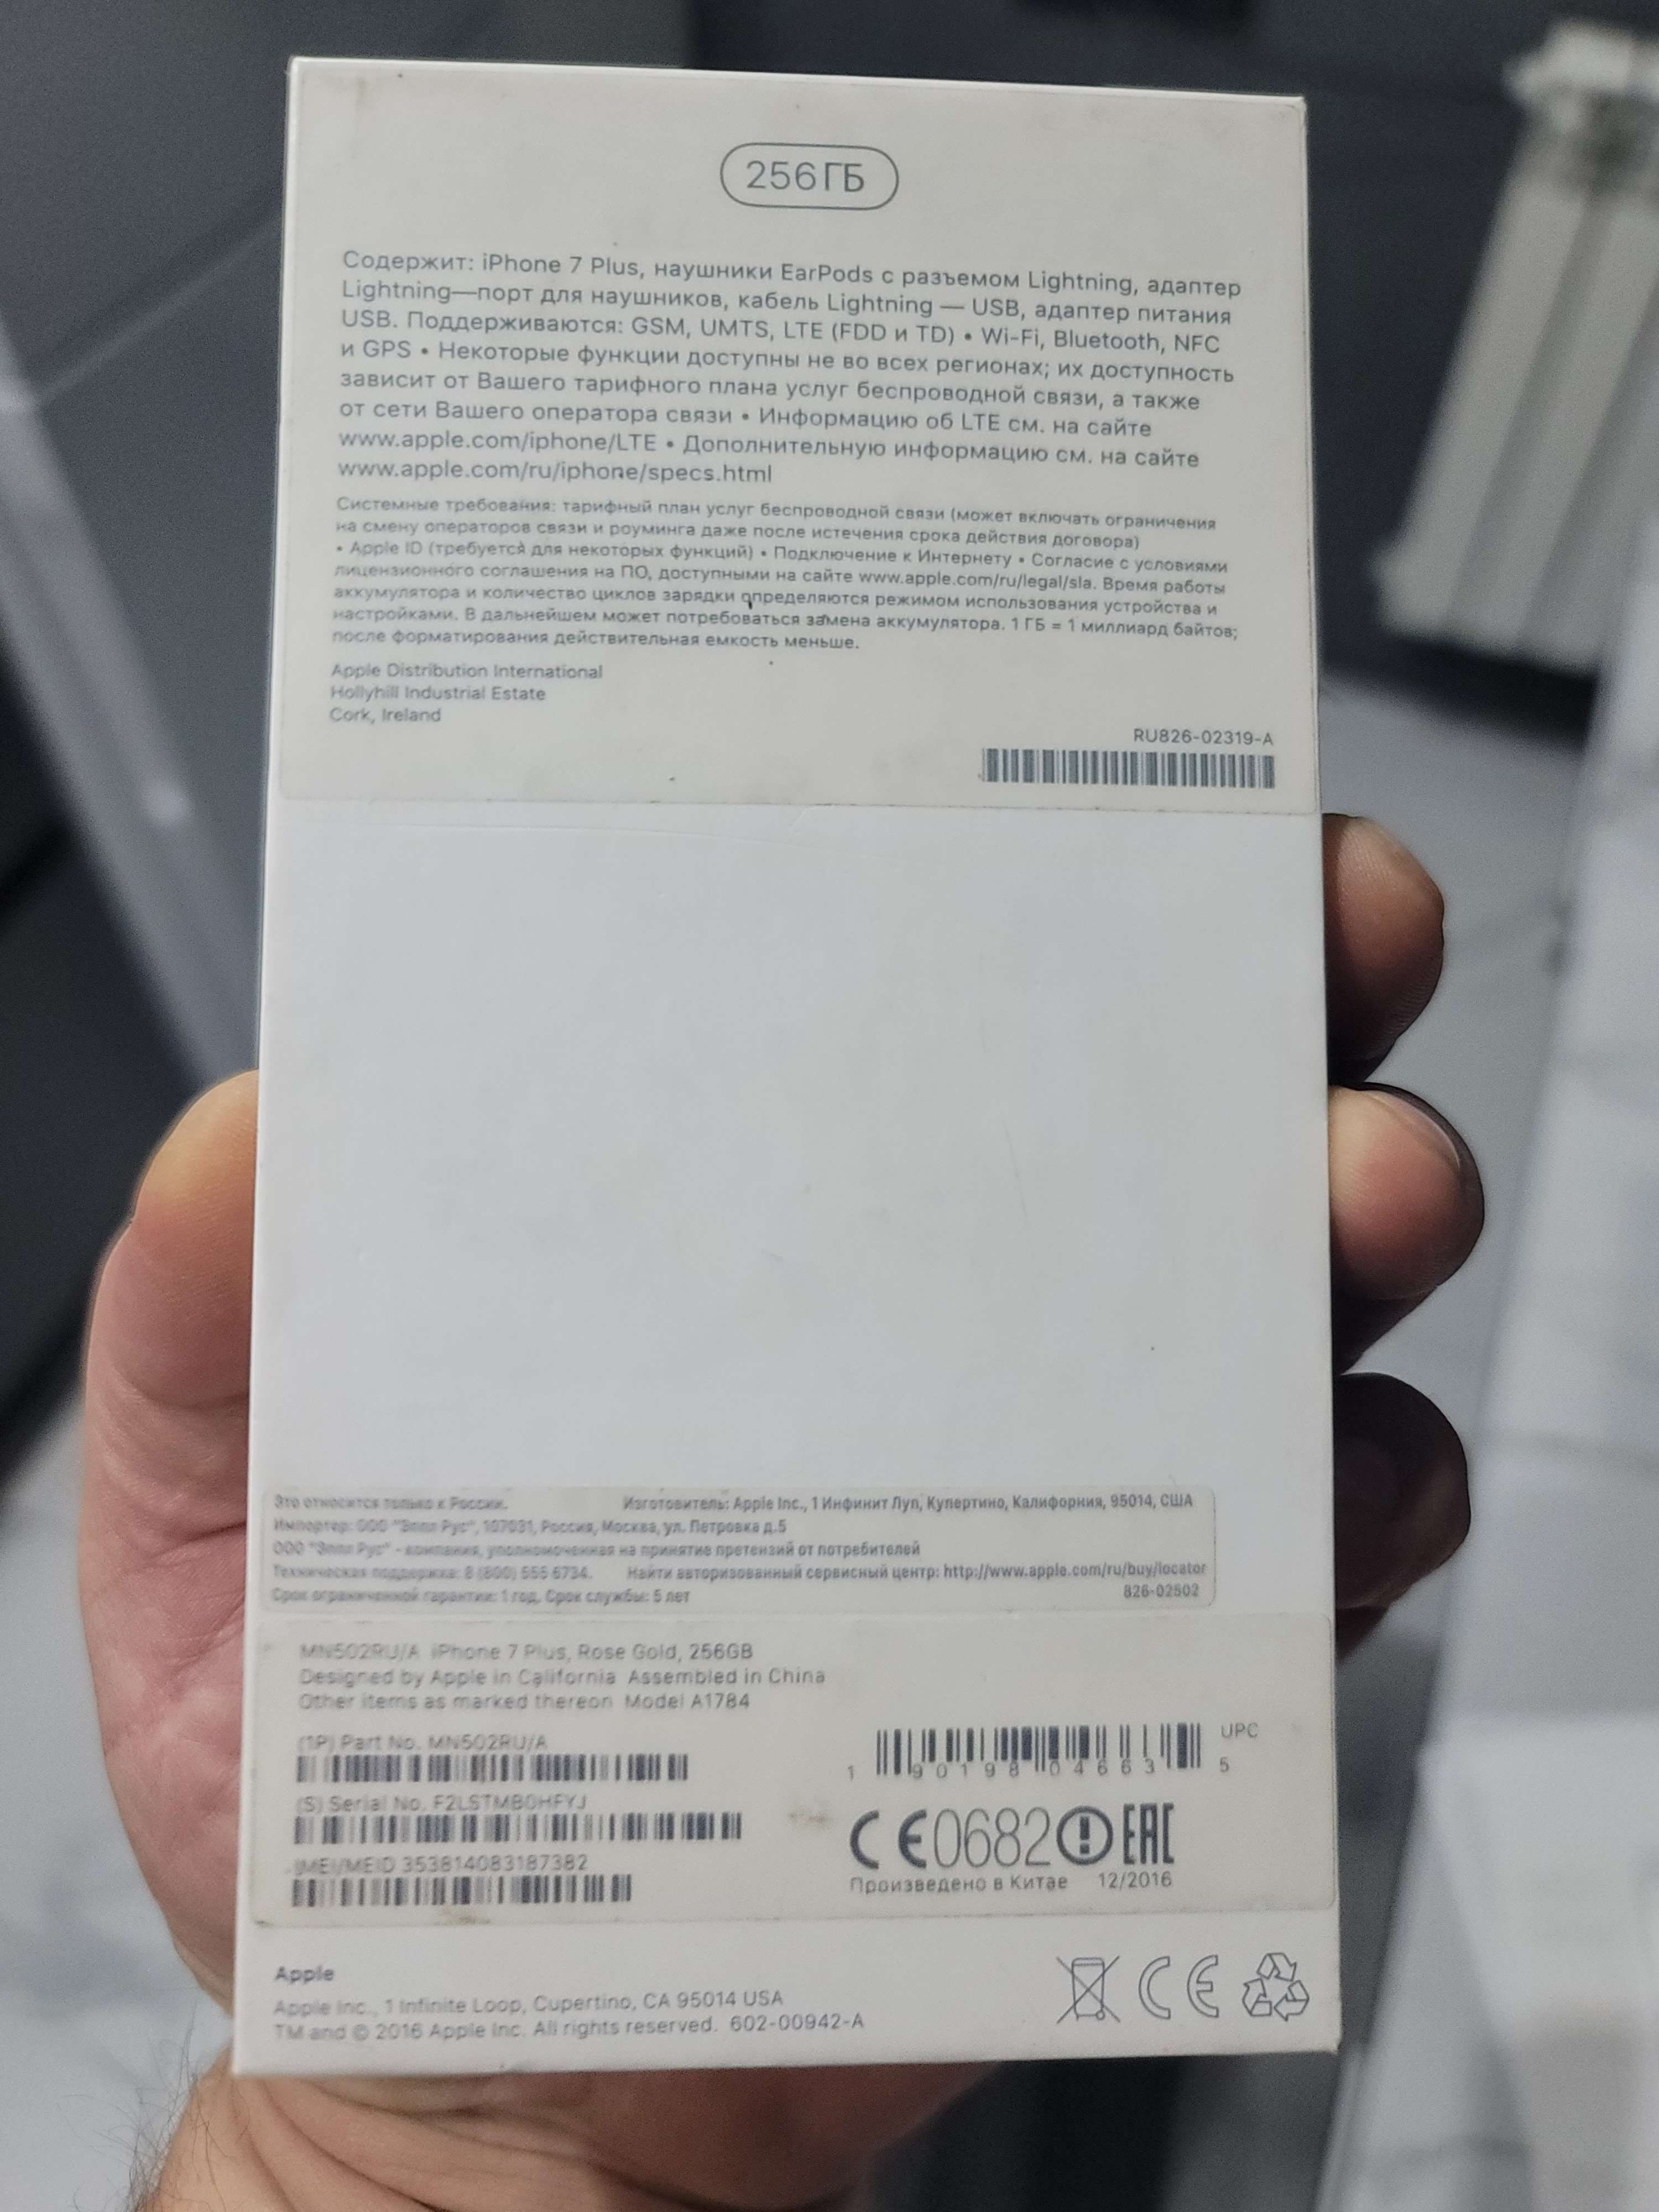 256ГБ
Содержит: iPhone 7 Plus, наушники EarPods с разъемом Lightning, адаптер
Lightning—порт для наушников, кабель Lightning — USB, адаптер питания
USB. Поддерживаются: GSM, UMTS, LTE (FDD и TD) • Wi-Fi, Bluetooth, NFC
и GPS • Некоторые функции доступны не во всех регионах; их доступность
зависит от Вашего тарифного плана услуг беспроводной связи, а также
от сети Вашего оператора связи • Информацию об LTE см. на сайте
www.apple.com/iphone/LTE • Дополнительную информацию см. на сайте
www.apple.com/ru/iphone/specs.html
Системные требования: тарифный план услуг беспроводной связи (может включать ограничения
на смену операторов связи и роуминга даже после истечения срока действия договора)
• Apple ID (требуется для некоторых функций) • Подключение к Интернету • Согласие с условиями
лицензионного соглашения на ПО, доступными на сайте www.apple.com/ru/legal/sla. Время работы
аккумулятора и количество циклов зарядки определяются режимом использования устройства и
настройками. В дальнейшем может потребоваться замена аккумулятора. 1 ГБ = 1 миллиард байтов;
после форматирования действительная емкость меньше.
Apple Distribution International
Hollyhill Industrial Estate
Cork, Ireland
RU826-02319-A
Это относится только к России. Изготовитель: Apple Inc., 1 Инфинит Луп, Купертино, Калифорния, 95014, США
Импортер: ООО "Эппл Рус", 107031, Россия, Москва, ул. Петровка д.5
ООО "Эппл Рус" - компания, уполномоченная на принятие претензий от потребителей
Техническая поддержка: 8 (800) 555 6734. Найти авторизованный сервисный центр: http://www.apple.com/ru/buy/locator
Срок ограниченной гарантии: 1 год. Срок службы: 5 лет 826-02502
MN502RU/A iPhone 7 Plus, Rose Gold, 256GB
Designed by Apple in California Assembled in China
Other items as marked thereon Model A1784
(1P) Part No. MN502RU/A
UPC
1 90198 04663 5
(S) Serial No. F2LSTMB0HFYJ
CE0682 EAC
IMEI/MEID 353814083187382
Произведено в Китае 12/2016
Apple
Apple Inc., 1 Infinite Loop, Cupertino, CA 95014 USA
TM and © 2016 Apple Inc. All rights reserved. 602-00942-A
CE